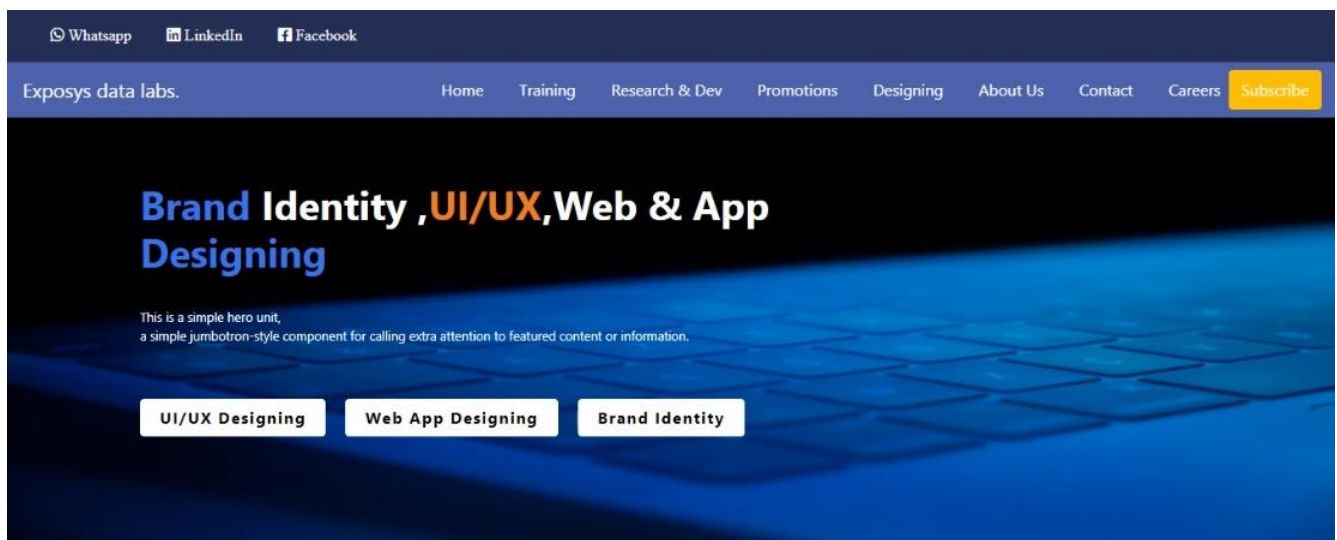 Whatsapp LinkedIn Facebook
Exposys data labs. Home Training Research & Dev Promotions Designing About Us Contact Careers Subscribe
Brand Identity ,UI/UX,Web & App
Designing
This is a simple hero unit,
a simple jumbotron-style component for calling extra attention to featured content or information.
UI/UX Designing Web App Designing Brand Identity